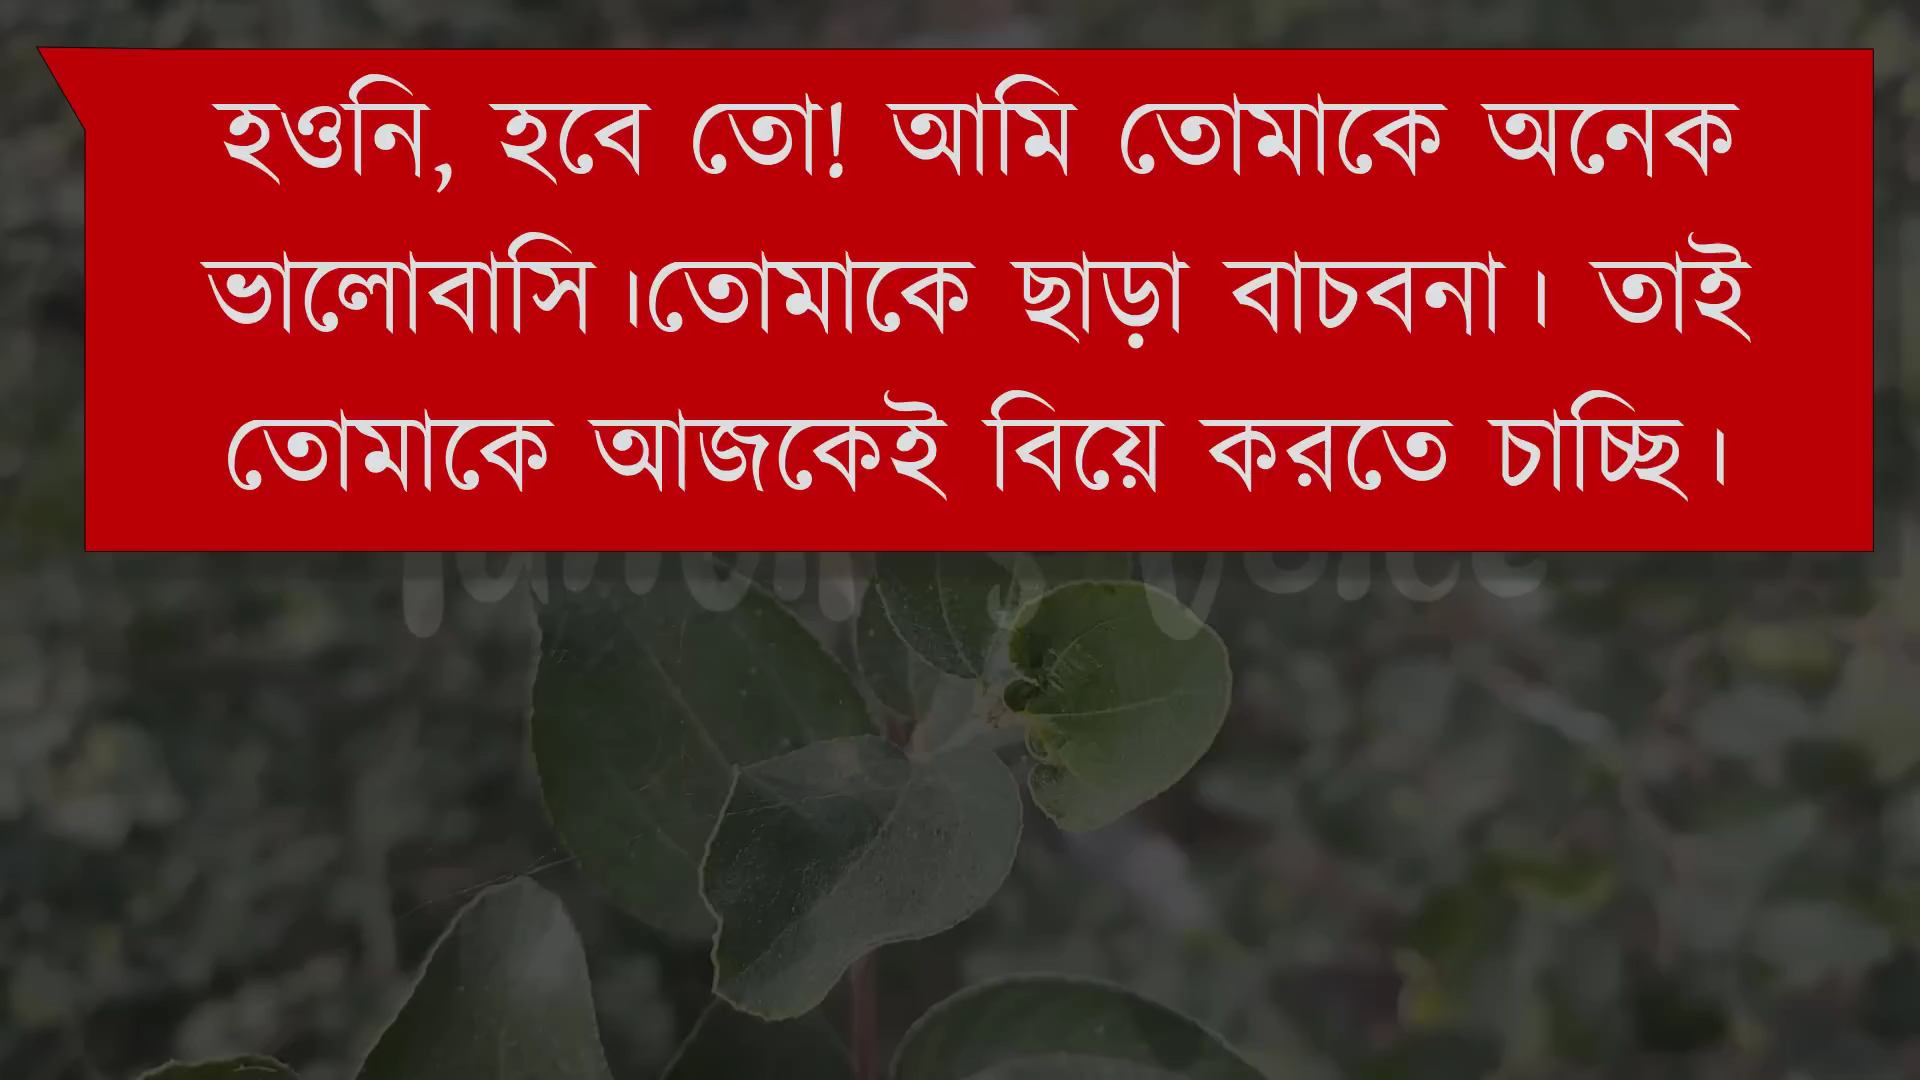 হওনি, হবে তো! আমি তোমাকে অনেক
ভালোবাসি।তোমাকে ছাড়া বাচবনা। তাই
তোমাকে আজকেই বিয়ে করতে চাচ্ছি।